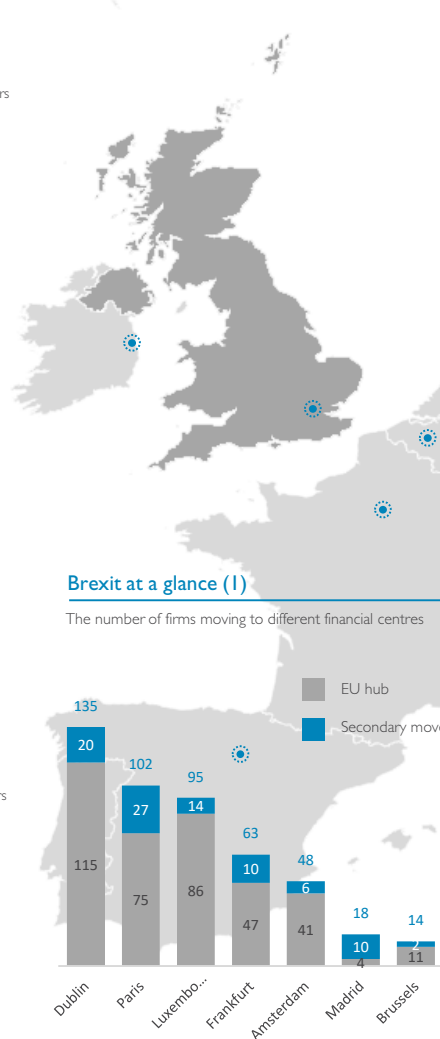 rs
Brexit at a glance (1)
The number of firms moving to different financial centres
EU hub
Secondary move
rs
135
20
115
102
27
75
95
14
86
63
10
47
48
6
41
18
10
4
14
2
11
Dublin
Paris
Luxembo...
Frankfurt
Amsterdam
Madrid
Brussels